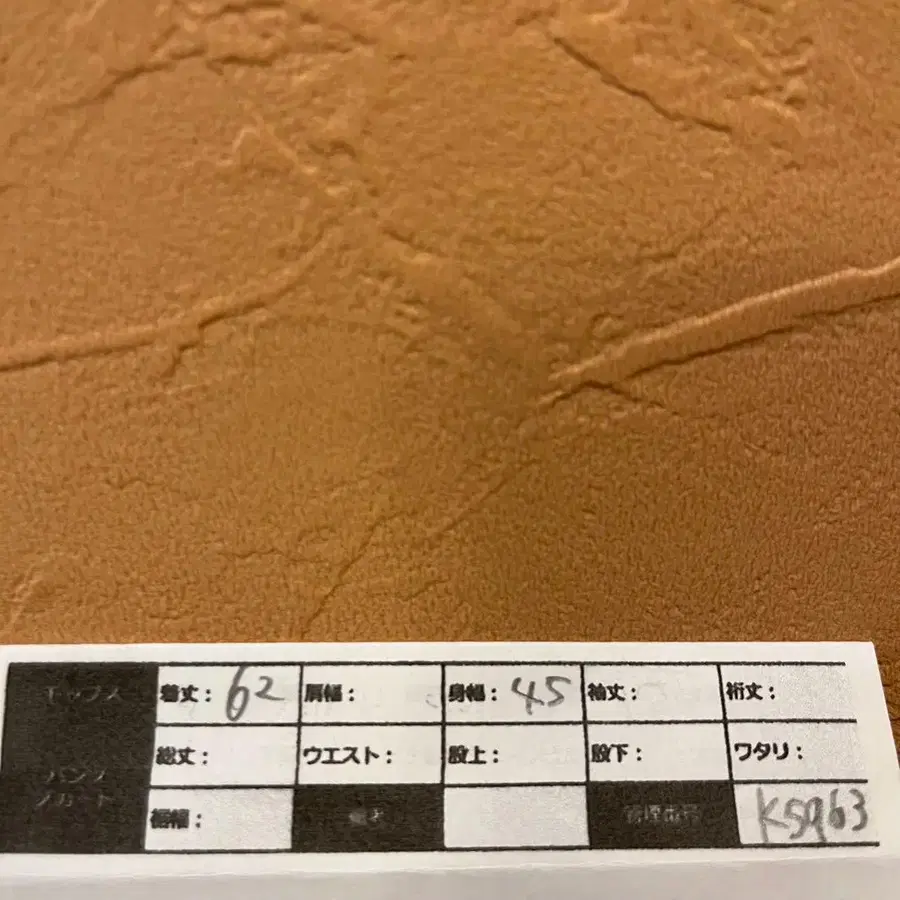 トップス 着丈：62 肩幅： 身幅：45 袖丈： 裄丈：
パンツ 総丈： ウエスト： 股上： 股下： ワタリ：
スカート 裾幅： 備考 管理番号 K5963